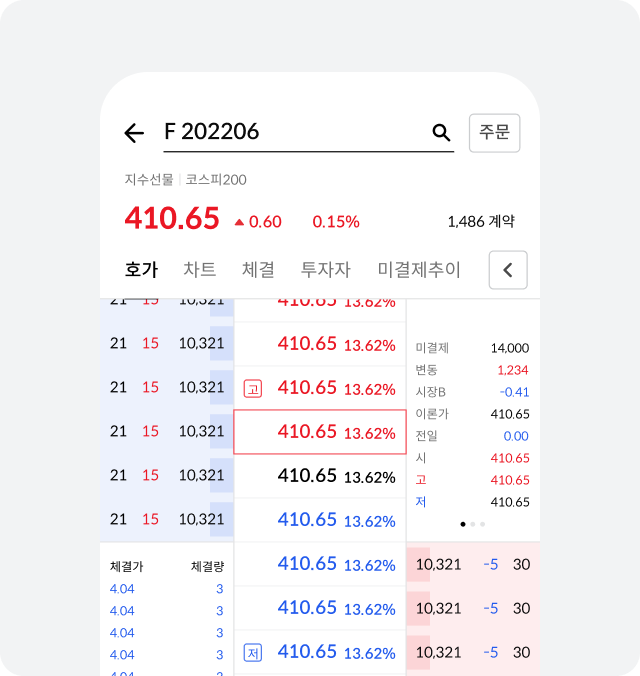 F 202206 주문
지수선물 코스피200
410.65 0.60 0.15% 1,486 계약
호가 차트 체결 투자자 미결제추이
21 15 10,321 410.65 13.62%
21 15 10,321 410.65 13.62% 미결제 14,000
변동 1,234
21 15 10,321 고 410.65 13.62% 시장B -0.41
이론가 410.65
21 15 10,321 410.65 13.62% 전일 0.00
시 410.65
21 15 10,321 410.65 13.62% 고 410.65
저 410.65
21 15 10,321 410.65 13.62%
체결가 체결량 410.65 13.62% 10,321 -5 30
4.04 3
4.04 3 410.65 13.62% 10,321 -5 30
4.04 3
4.04 3 저 410.65 13.62% 10,321 -5 30
4.04 3